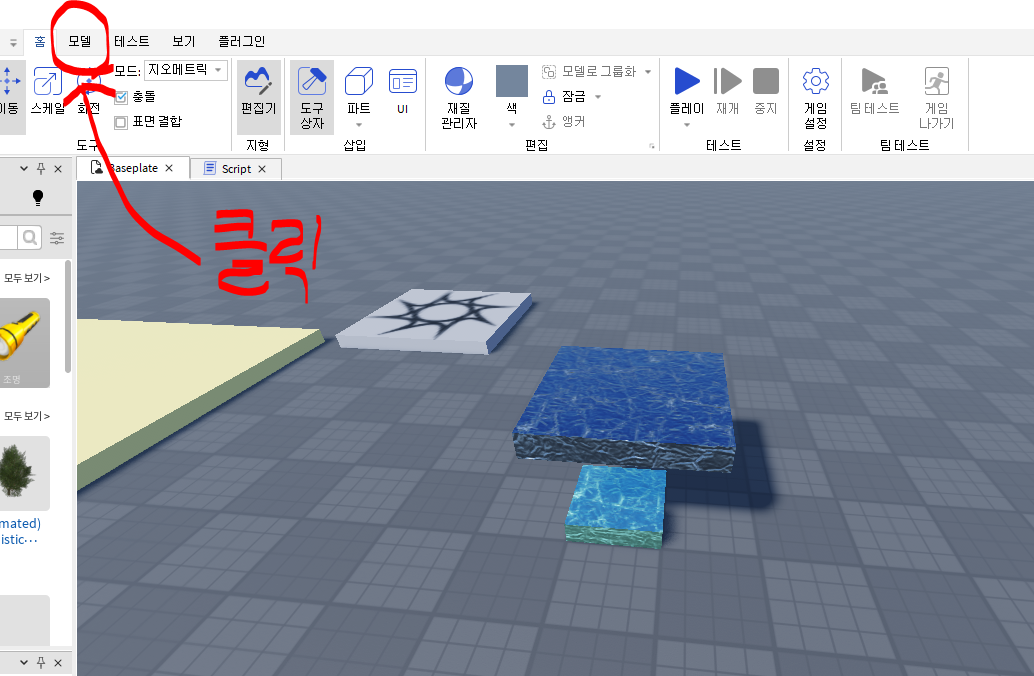 홈 모델 테스트 보기 플러그인
이동 스케일 회전
모드: 지오메트릭
충돌
표면 결합
도구
편집기
지형
도구 상자
파트
UI
삽입
재질 관리자
색
모델로 그룹화
잠금
앵커
편집
플레이 재개 중지
테스트
게임 설정
설정
팀 테스트
게임 나가기
팀 테스트
Baseplate
Script
클릭
모두 보기 >
조명
모두 보기 >
mated)
istic...